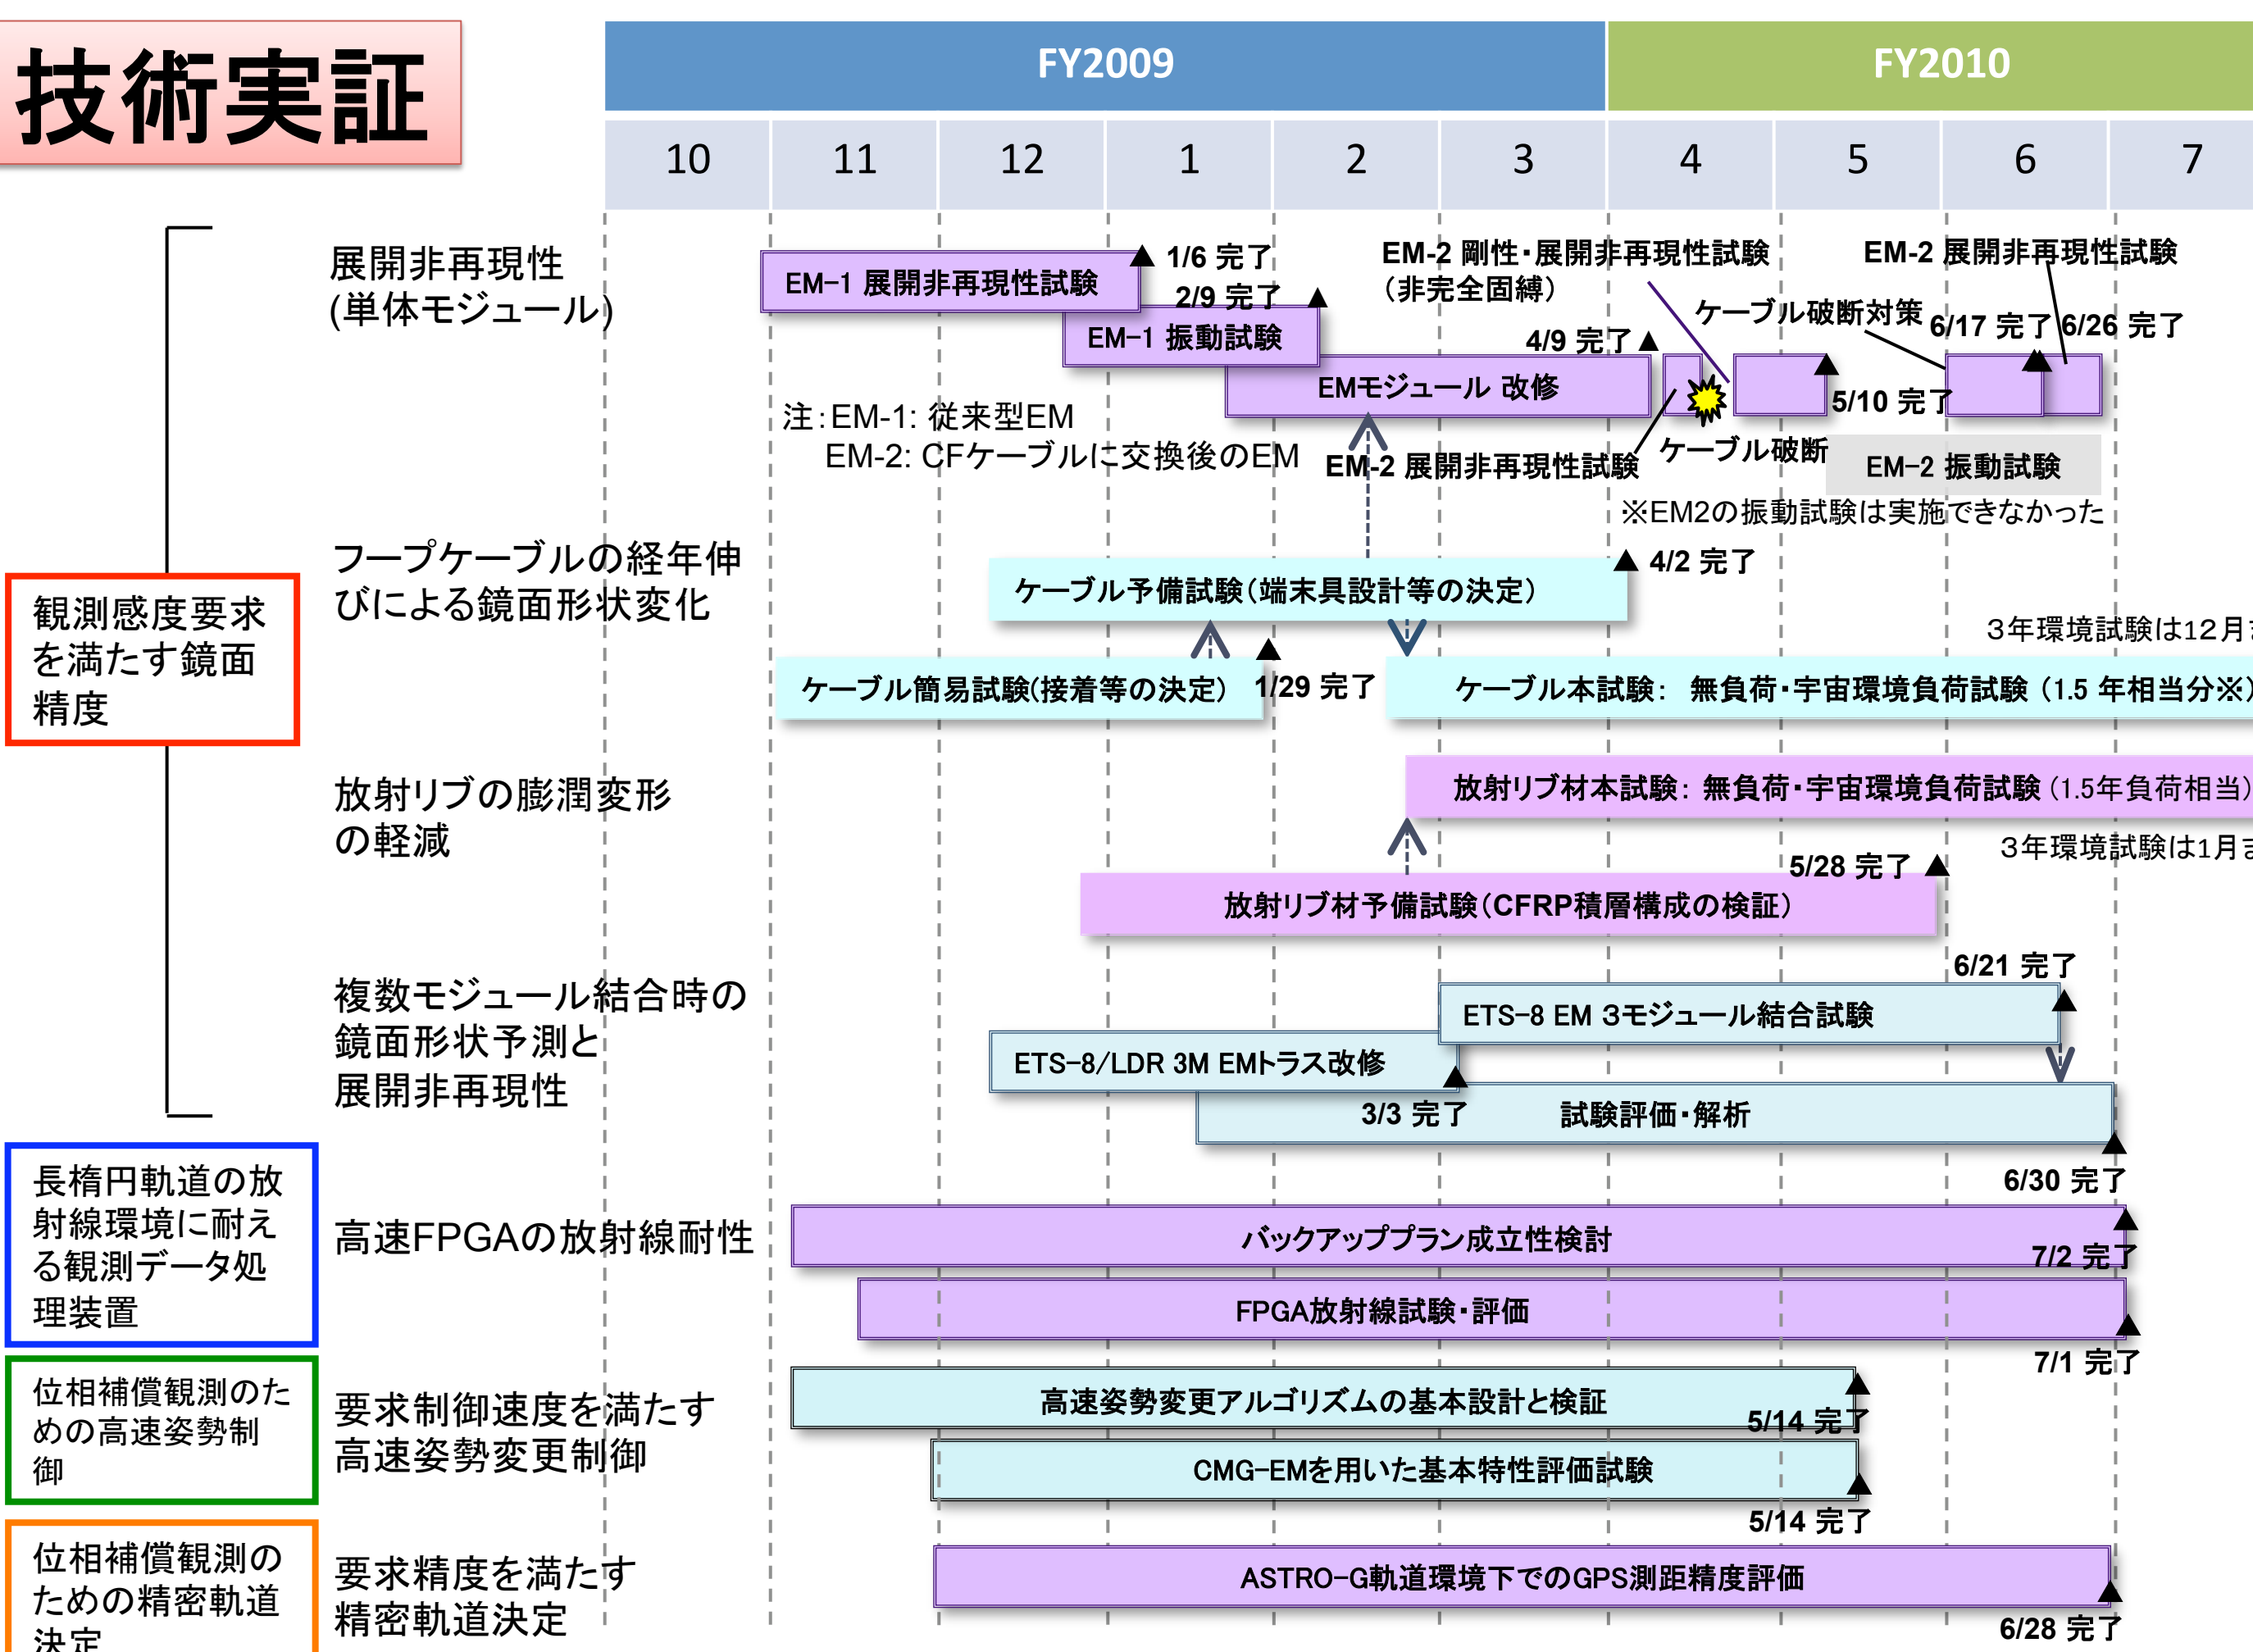 技術実証
FY2009
FY2010
10
11
12
1
2
3
4
5
6
7
観測感度要求
を満たす鏡面
精度
展開非再現性
(単体モジュール)
EM-1 展開非再現性試験
1/6 完了
2/9 完了
EM-1 振動試験
EMモジュール 改修
4/9 完了
EM-2 剛性・展開非再現性試験
（非完全固縛）
EM-2 展開非再現性試験
ケーブル破断対策
6/17 完了
6/26 完了
5/10 完了
注：EM-1: 従来型EM
EM-2: CFケーブルに交換後のEM
EM-2 展開非再現性試験
ケーブル破断
EM-2 振動試験
※EM2の振動試験は実施できなかった
フープケーブルの経年伸
びによる鏡面形状変化
ケーブル予備試験（端末具設計等の決定）
4/2 完了
３年環境試験は12月ま
ケーブル簡易試験(接着等の決定)
1/29 完了
ケーブル本試験： 無負荷・宇宙環境負荷試験（1.5 年相当分※）
放射リブの膨潤変形
の軽減
放射リブ材本試験： 無負荷・宇宙環境負荷試験（1.5年負荷相当）
３年環境試験は1月ま
5/28 完了
放射リブ材予備試験（CFRP積層構成の検証）
複数モジュール結合時の
鏡面形状予測と
展開非再現性
6/21 完了
ETS-8 EM ３モジュール結合試験
ETS-8/LDR 3M EMトラス改修
3/3 完了
試験評価・解析
6/30 完了
長楕円軌道の放
射線環境に耐え
る観測データ処
理装置
高速FPGAの放射線耐性
バックアッププラン成立性検討
7/2 完了
FPGA放射線試験・評価
7/1 完了
位相補償観測のた
めの高速姿勢制
御
要求制御速度を満たす
高速姿勢変更制御
高速姿勢変更アルゴリズムの基本設計と検証
5/14 完了
CMG-EMを用いた基本特性評価試験
5/14 完了
位相補償観測の
ための精密軌道
決定
要求精度を満たす
精密軌道決定
ASTRO-G軌道環境下でのGPS測距精度評価
6/28 完了